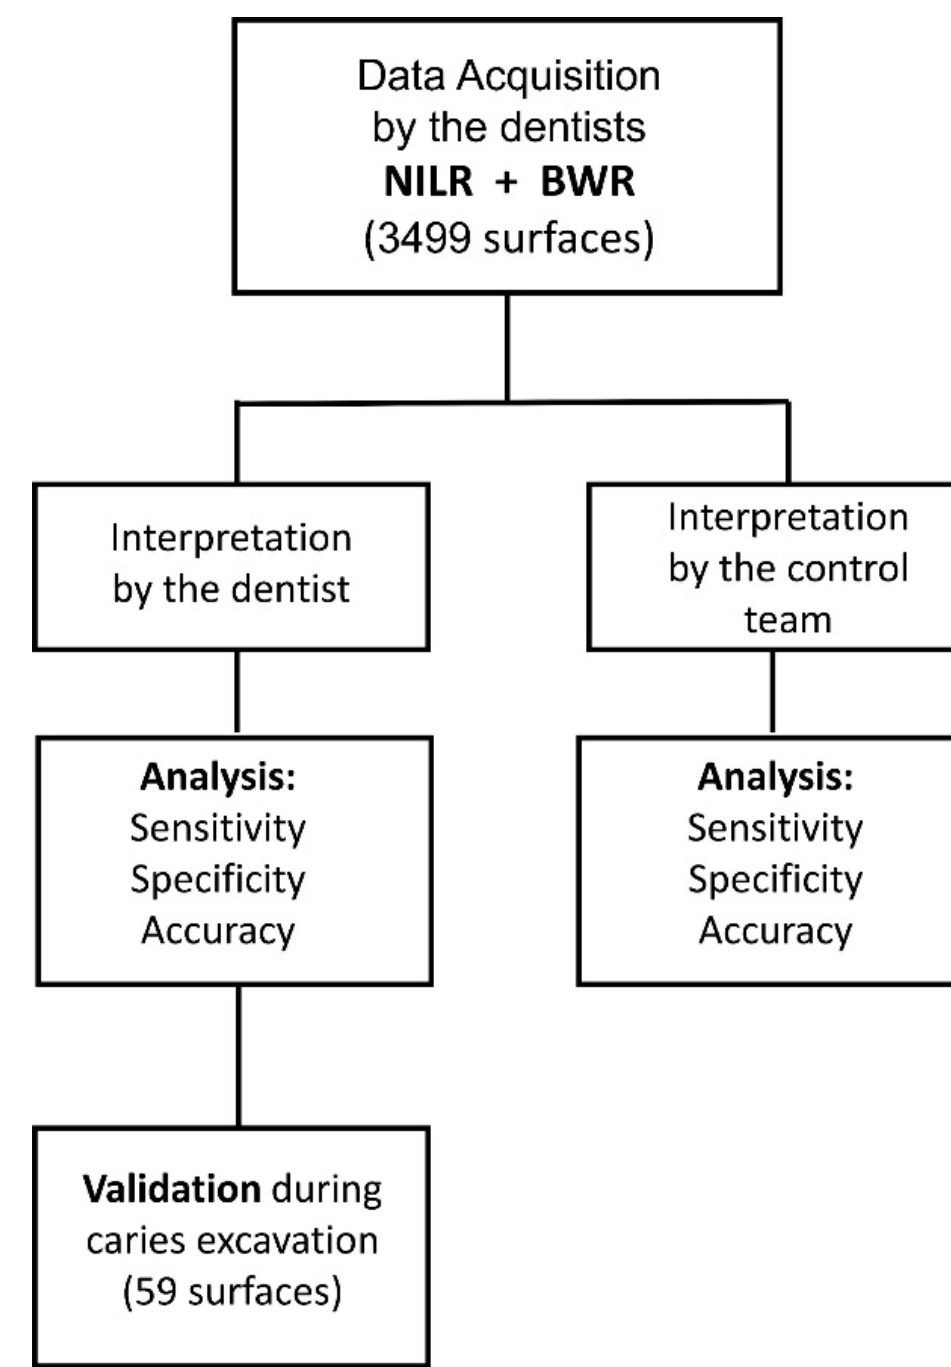 Data Acquisition
by the dentists
NILR + BWR
(3499 surfaces)
Interpretation
by the dentist
Interpretation
by the control
team
Analysis:
Sensitivity
Specificity
Accuracy
Analysis:
Sensitivity
Specificity
Accuracy
Validation during
caries excavation
(59 surfaces)